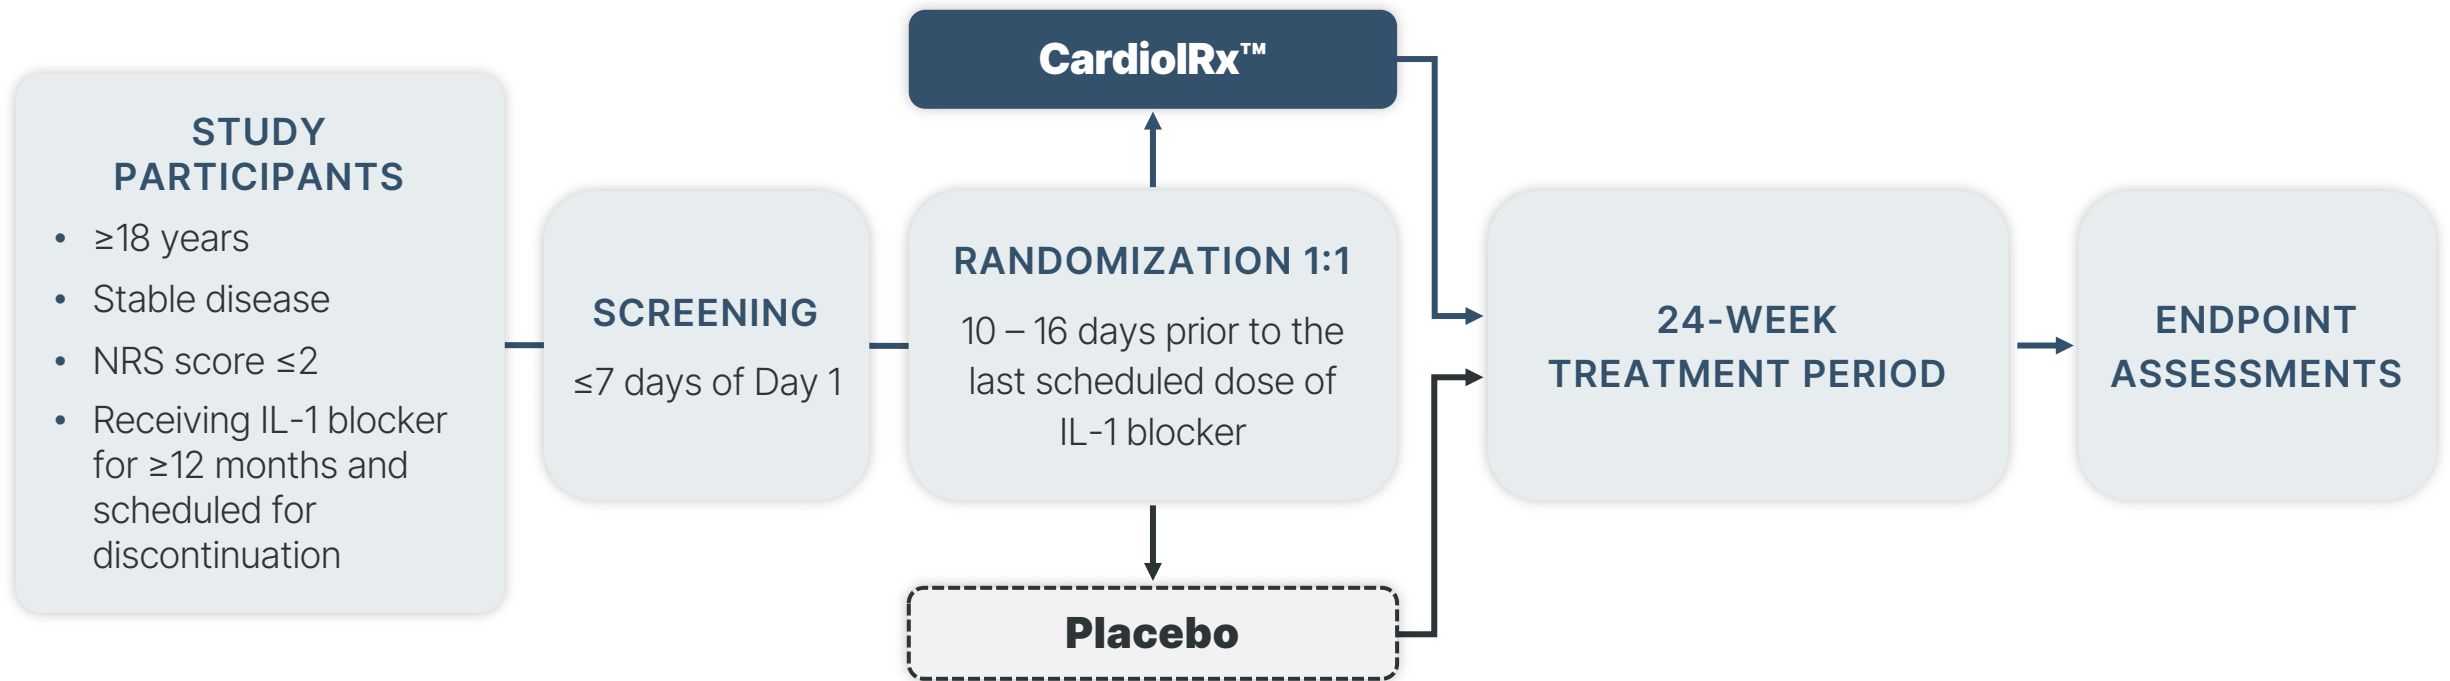 STUDY
PARTICIPANTS
• ≥18 years
• Stable disease
• NRS score ≤2
• Receiving IL-1 blocker
for ≥12 months and
scheduled for
discontinuation
SCREENING
≤7 days of Day 1
CardiolRx™
RANDOMIZATION 1:1
10 – 16 days prior to the
last scheduled dose of
IL-1 blocker
Placebo
24-WEEK
TREATMENT PERIOD
ENDPOINT
ASSESSMENTS